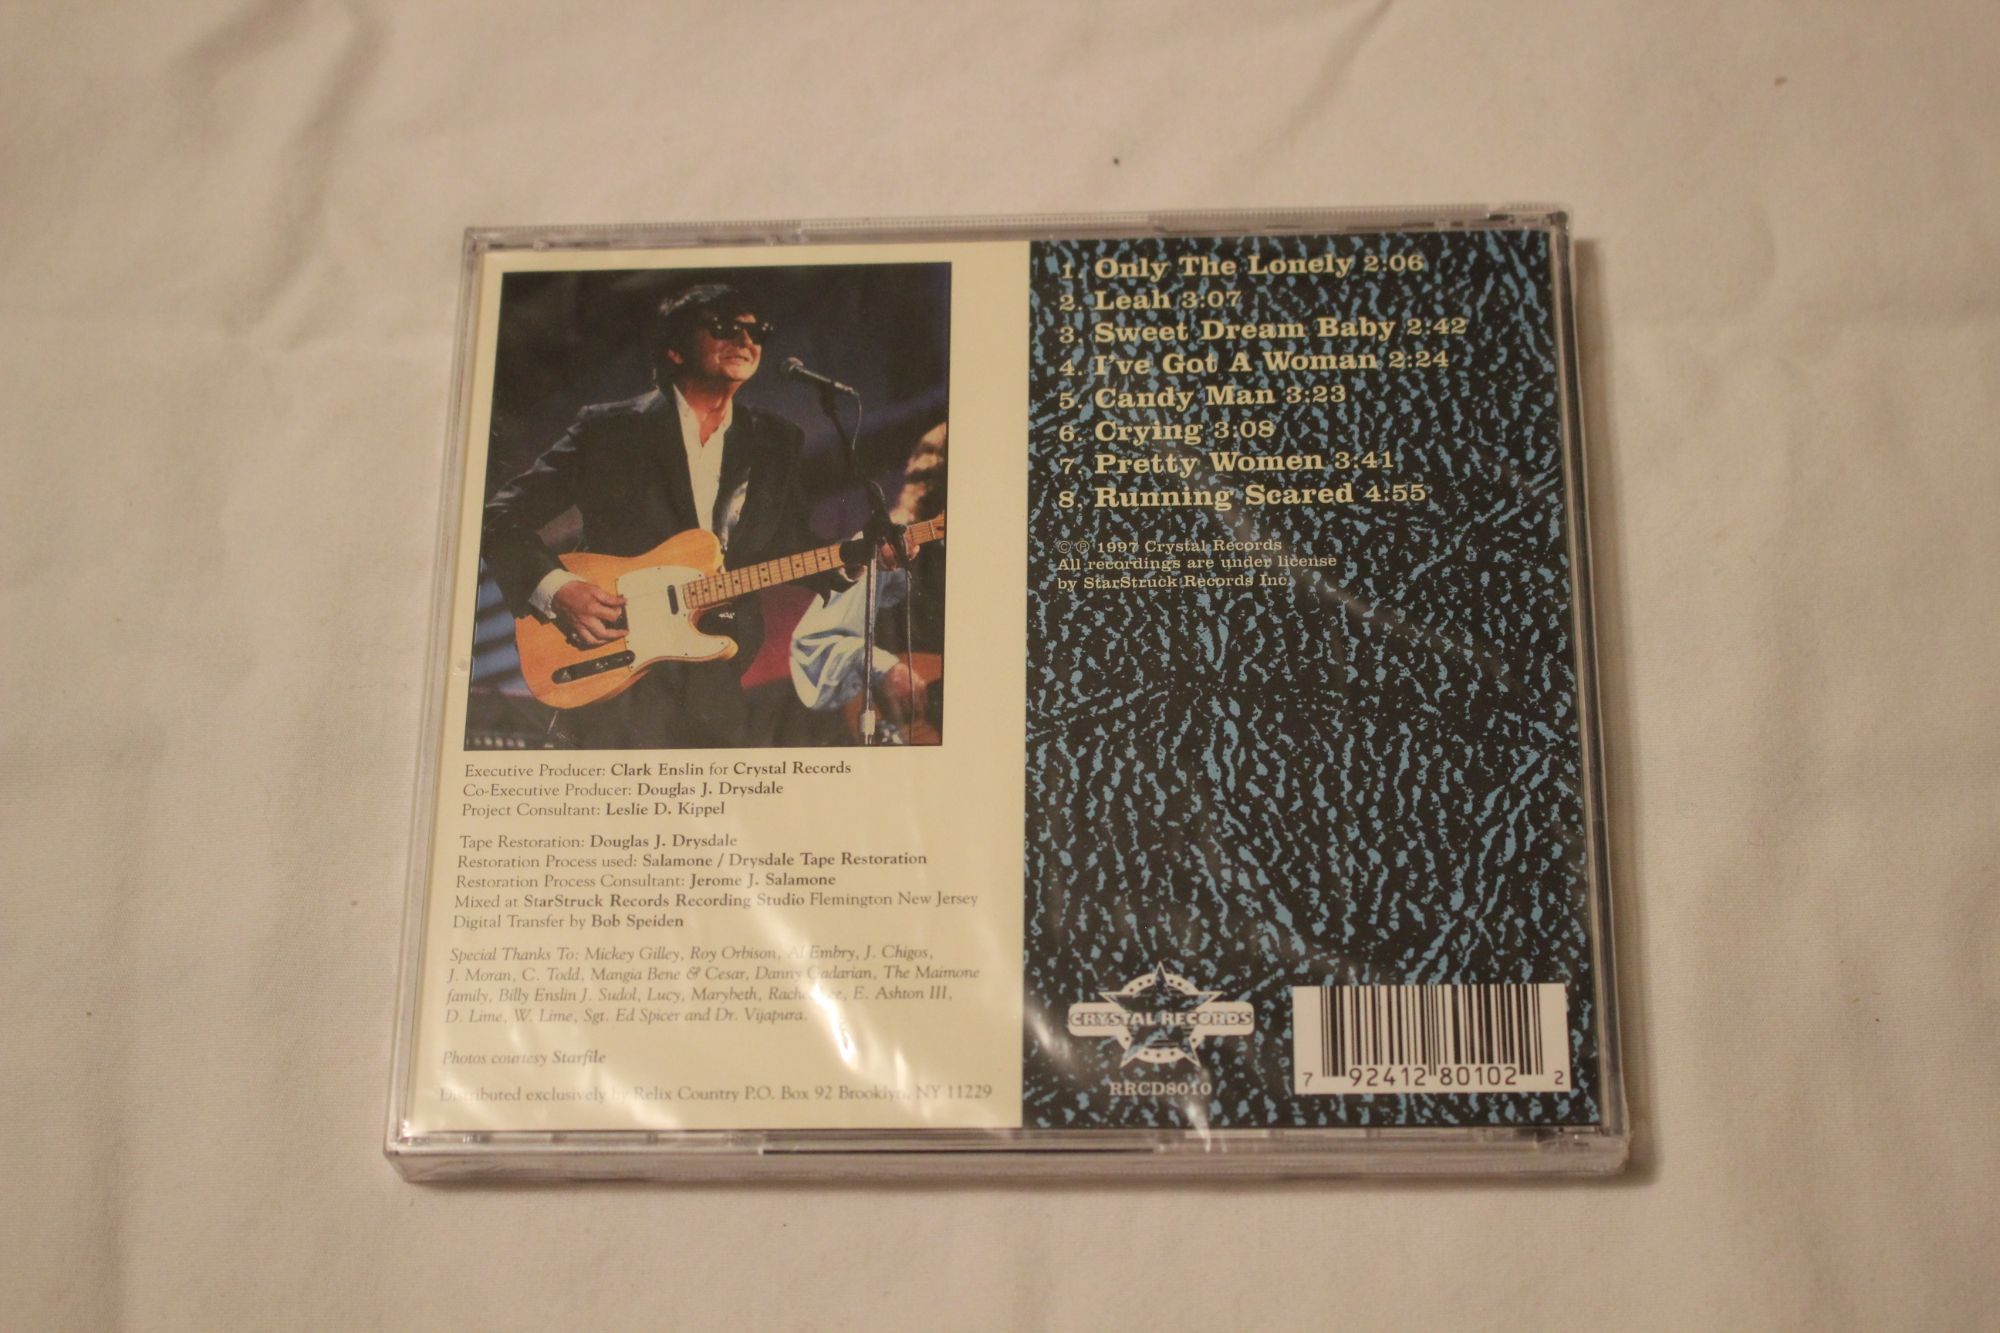 Executive Producer: Clark Enslin for Crystal Records
Co-Executive Producer: Douglas J. Drysdale
Project Consultant: Leslie D. Kippel
Tape Restoration: Douglas J. Drysdale
Restoration Process used: Salamone / Drysdale Tape Restoration
Restoration Process Consultant: Jerome J. Salamone
Mixed at StarStruck Records Recording Studio Flemington New Jersey
Digital Transfer by Bob Speiden
Special Thanks To: Mickey Gilley, Roy Orbison, Al Embry, J. Chigos,
J. Moran, C. Todd, Mangia Bene & Cesar, Danny Gadarian, The Maimone
family, Billy Enslin J. Sudol, Lucy, Marybeth, E. Ashton III,
D. Lime, W. Lime, Sgt. Ed Spicer and Dr. Vijapura.
Photos courtesy Starfile
Distributed exclusively by Relix Country P.O. Box 92 Brooklyn, NY 11229
1. Only The Lonely 2:06
2. Leah 3:07
3. Sweet Dream Baby 2:42
4. I've Got A Woman 2:24
5. Candy Man 3:23
6. Crying 3:08
7. Pretty Women 3:41
8. Running Scared 4:55
© ℗ 1997 Crystal Records
All recordings are under license
by StarStruck Records Inc.
CRYSTAL RECORDS
RRCD8010
7 92412 80102 2